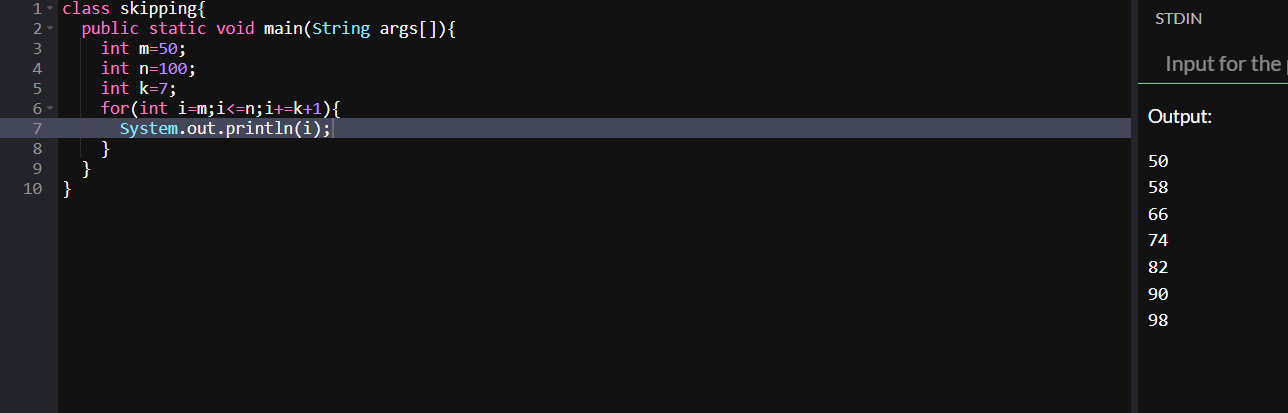 1 class skipping{
2 public static void main(String args[]){
3 int m=50;
4 int n=100;
5 int k=7;
6 for(int i=m;i<=n;i+=k+1){
7 System.out.println(i);
8 }
9 }
10 }
STDIN
Input for the
Output:
50
58
66
74
82
90
98